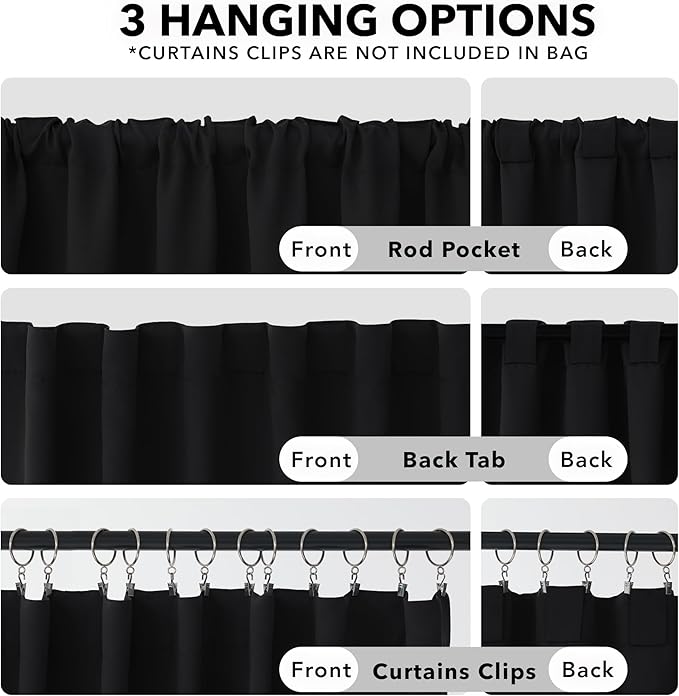 3 HANGING OPTIONS
*CURTAINS CLIPS ARE NOT INCLUDED IN BAG
Front Rod Pocket Back
Front Back Tab Back
Front Curtains Clips Back